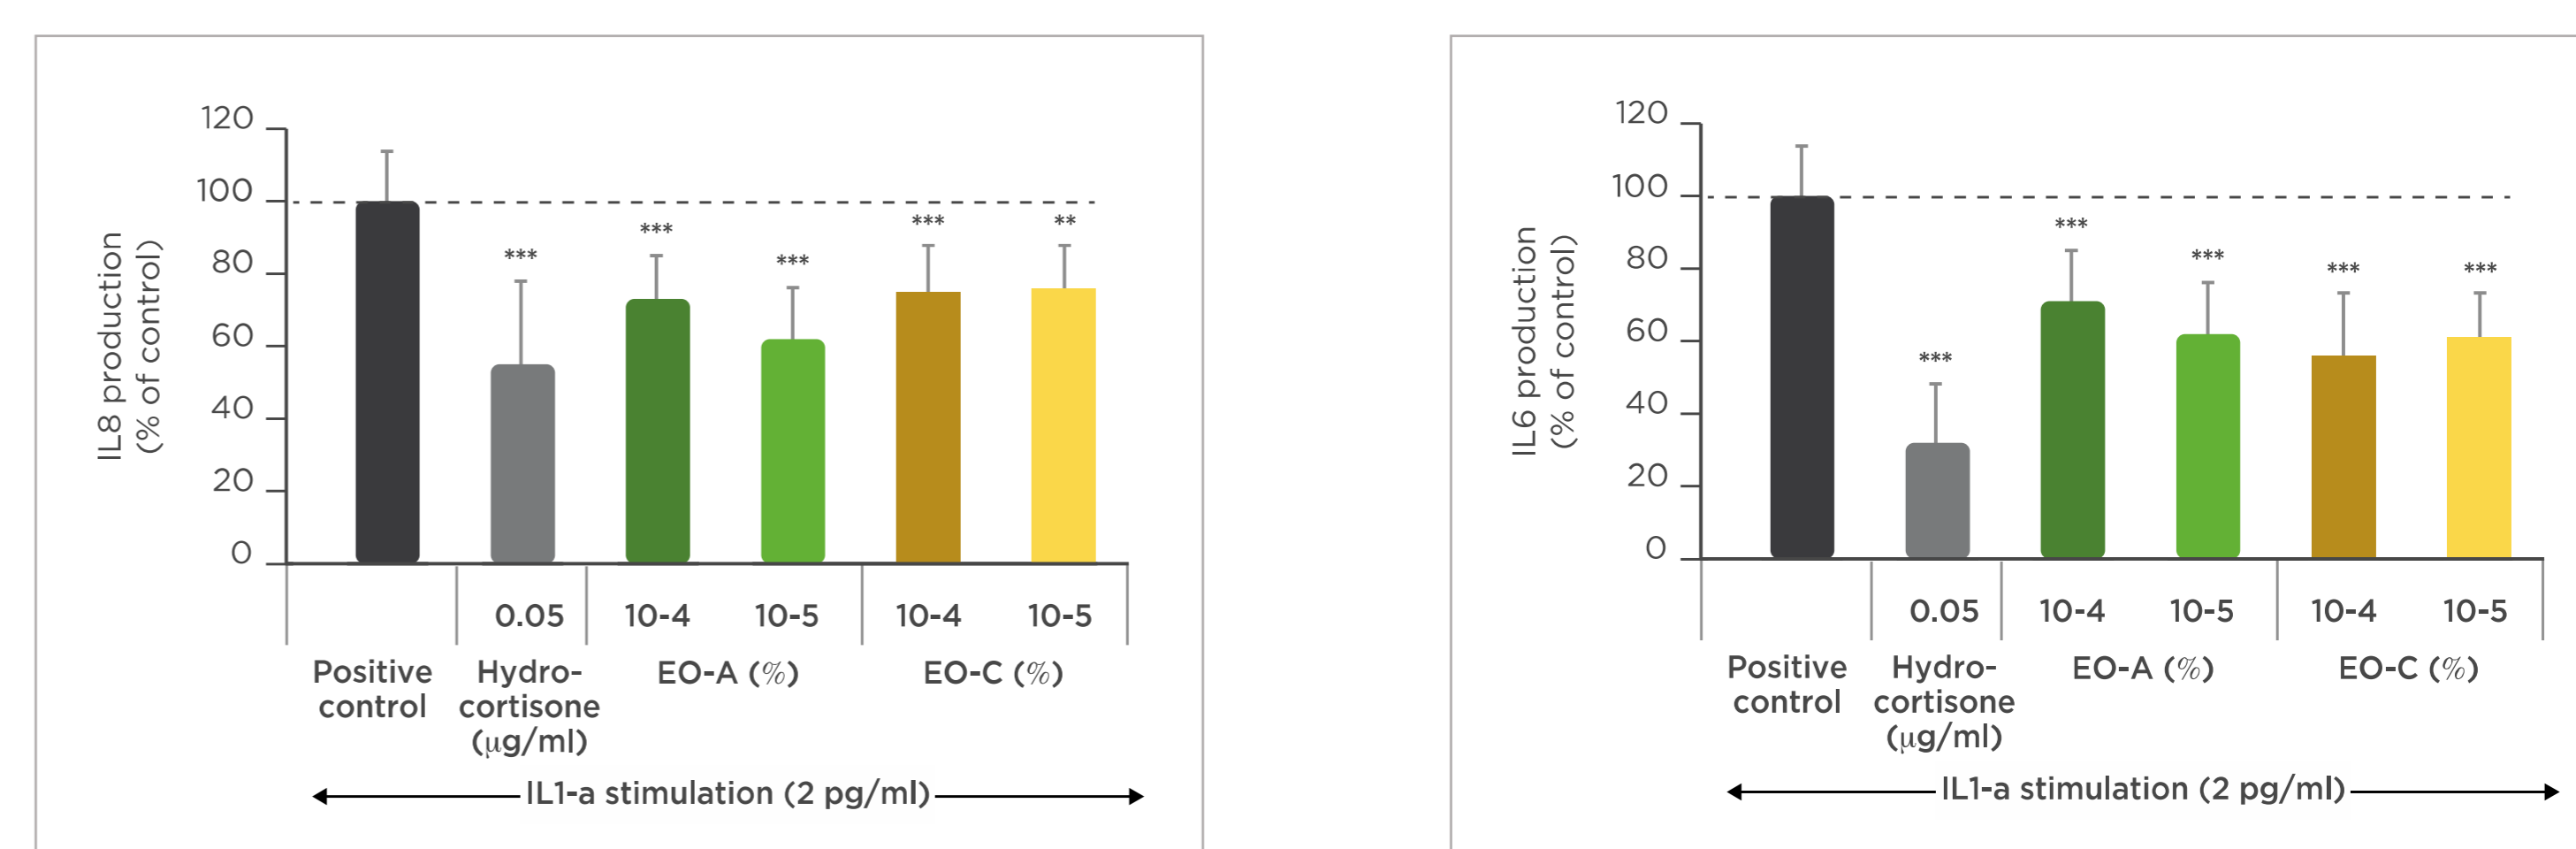 IL8 production
(% of control)
120
100
80
60
40
20
0
***
***
***
***
**
0.05
10-4
10-5
10-4
10-5
Positive
control
Hydro-
cortisone
(μg/ml)
EO-A (%)
EO-C (%)
IL1-a stimulation (2 pg/ml)
IL6 production
(% of control)
120
100
80
60
40
20
0
***
***
***
***
***
0.05
10-4
10-5
10-4
10-5
Positive
control
Hydro-
cortisone
(μg/ml)
EO-A (%)
EO-C (%)
IL1-a stimulation (2 pg/ml)